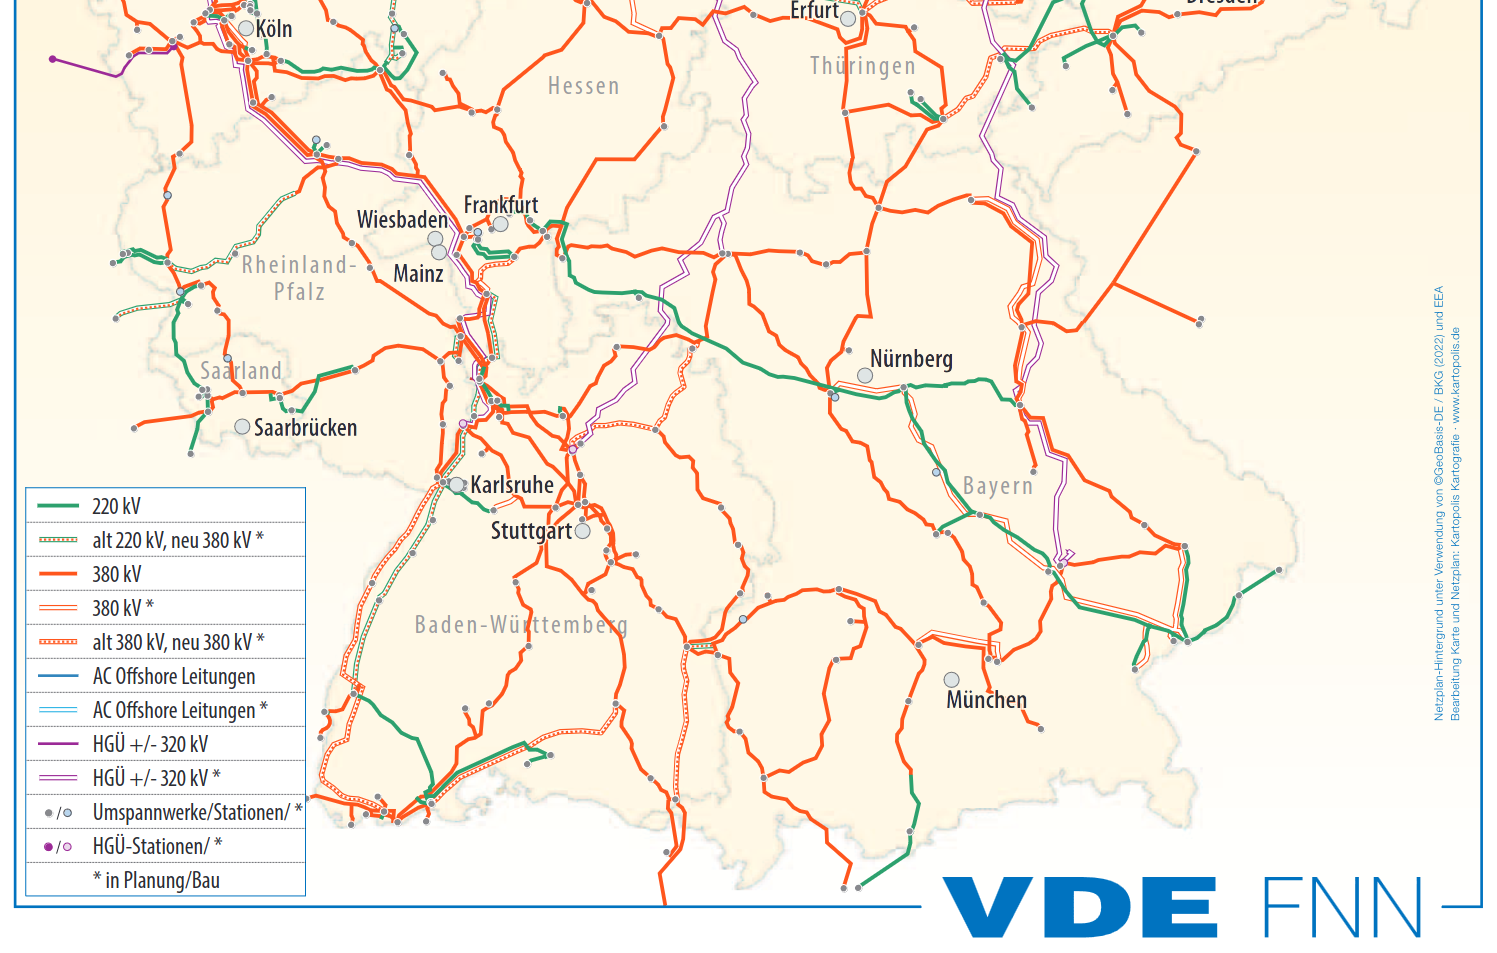 Dresden
Erfurt
Köln
Thüringen
Hessen
Frankfurt
Wiesbaden
Mainz
Rheinland-
Pfalz
Nürnberg
Saarland
Saarbrücken
Karlsruhe
Bayern
Stuttgart
Baden-Württemberg
München
220 kV
alt 220 kV, neu 380 kV *
380 kV
380 kV *
alt 380 kV, neu 380 kV *
AC Offshore Leitungen
AC Offshore Leitungen *
HGÜ +/- 320 kV
HGÜ +/- 320 kV *
Umspannwerke/Stationen/ *
HGÜ-Stationen/ *
* in Planung/Bau
Netzplan-Hintergrund unter Verwendung von ©GeoBasis-DE / BKG (2022) und EEA
Bearbeitung Karte und Netzplan: Kartopolis Kartografie · www.kartopolis.de
VDE FNN